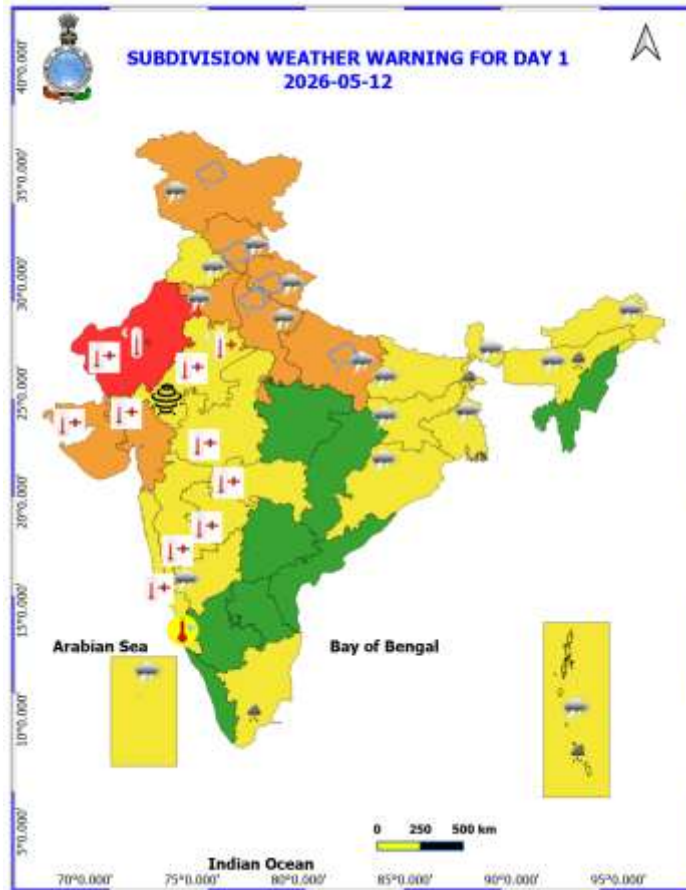 SUBDIVISION WEATHER WARNING FOR DAY 1
2026-05-12
40°0.000'
35°0.000'
30°0.000'
25°0.000'
20°0.000'
15°0.000'
10°0.000'
5°0.000'
Arabian Sea
Bay of Bengal
0 250 500 km
Indian Ocean
70°0.000' 75°0.000' 80°0.000' 85°0.000' 90°0.000' 95°0.000'